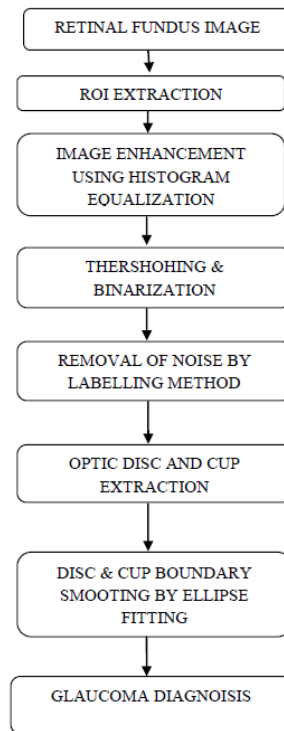 RETINAL FUNDUS IMAGE
ROI EXTRACTION
IMAGE ENHANCEMENT
USING HISTOGRAM
EQUALIZATION
THERSHOHING &
BINARIZATION
REMOVAL OF NOISE BY
LABELLING METHOD
OPTIC DISC AND CUP
EXTRACTION
DISC & CUP BOUNDARY
SMOOTING BY ELLIPSE
FITTING
GLAUCOMA DIAGNOISIS